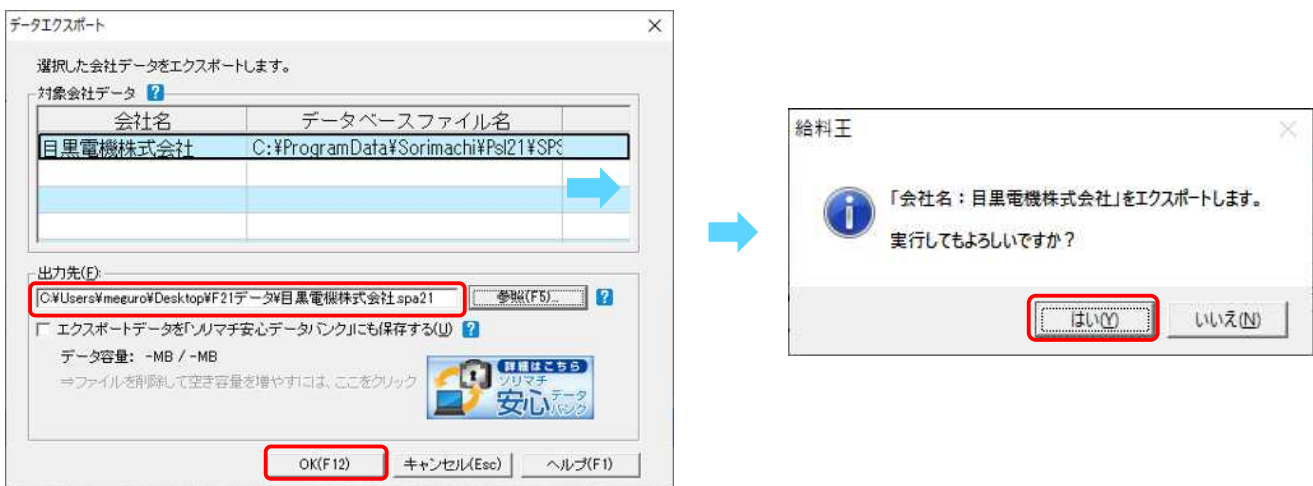 データエクスポート
選択した会社データをエクスポートします。
対象会社データ ?
会社名 データベースファイル名
目黒電機株式会社 C:¥ProgramData¥Sorimachi¥Psl21¥SPS
出力先(F):
C:¥Users¥meguro¥Desktop¥F21データ¥目黒電機株式会社.spa21 参照(F5)... ?
エクスポートデータを「ソリマチ安心データバンク」にも保存する(U) ?
データ容量: -MB / -MB
⇒ファイルを削除して空き容量を増やすには、ここをクリック
詳細はこちら
ソリマチ
安心データバンク
OK(F12) キャンセル(Esc) ヘルプ(F1)
給料王
「会社名:目黒電機株式会社」をエクスポートします。
実行してもよろしいですか?
はい(Y) いいえ(N)